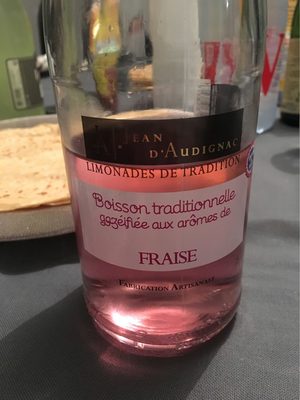 JEAN
D'AUDIGNAC
LIMONADES DE TRADITION
Boisson traditionnelle
gazéifiée aux arômes de
FRAISE
FABRICATION ARTISANALE